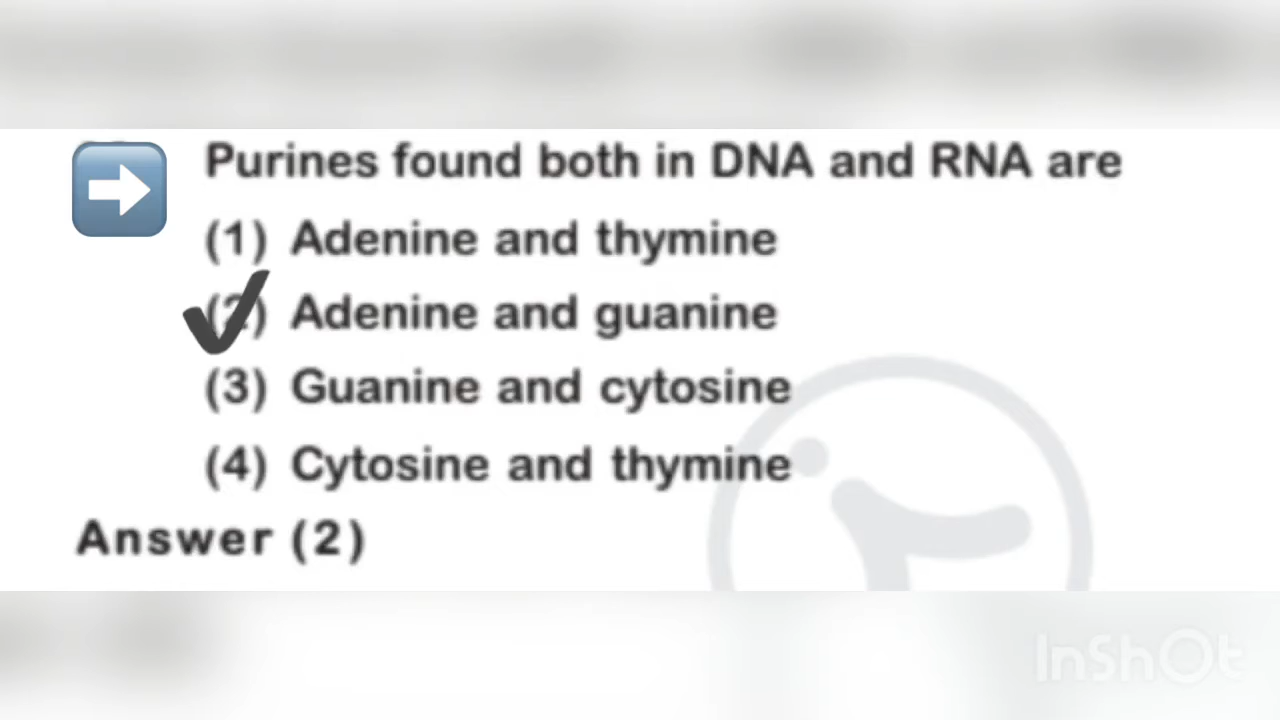 Purines found both in DNA and RNA are
(1) Adenine and thymine
(2) Adenine and guanine
(3) Guanine and cytosine
(4) Cytosine and thymine
Answer (2)
InShOt